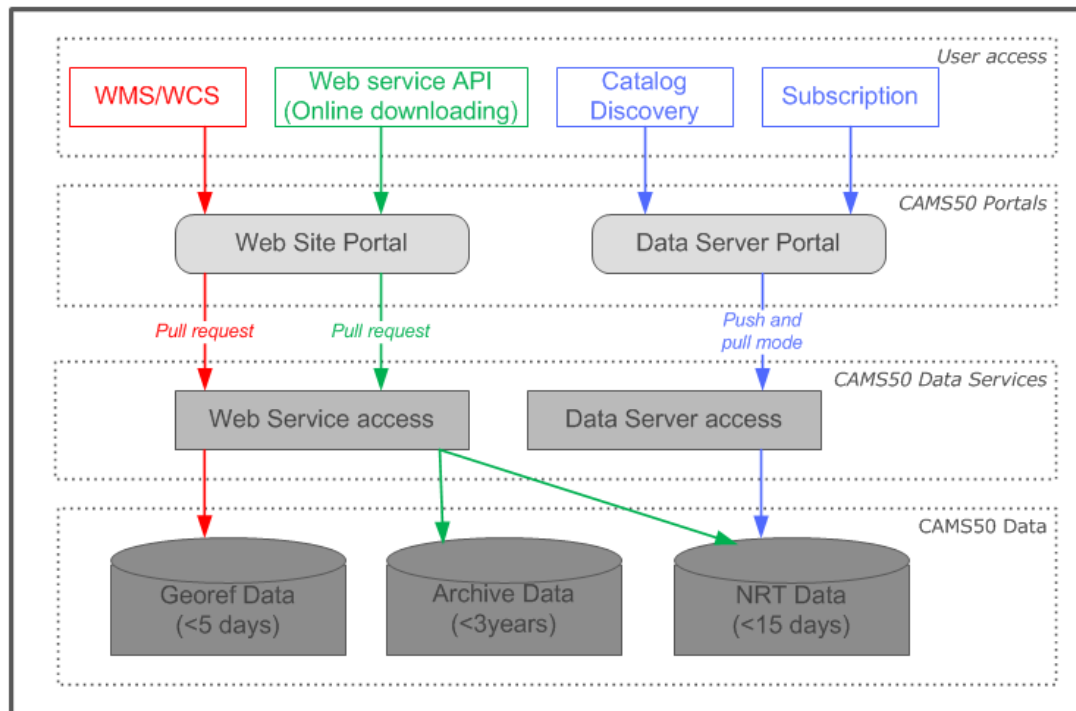 User access
WMS/WCS
Web service API
(Online downloading)
Catalog
Discovery
Subscription
CAMS50 Portals
Web Site Portal
Data Server Portal
Pull request
Pull request
Push and
pull mode
CAMS50 Data Services
Web Service access
Data Server access
CAMS50 Data
Georef Data
(<5 days)
Archive Data
(<3years)
NRT Data
(<15 days)